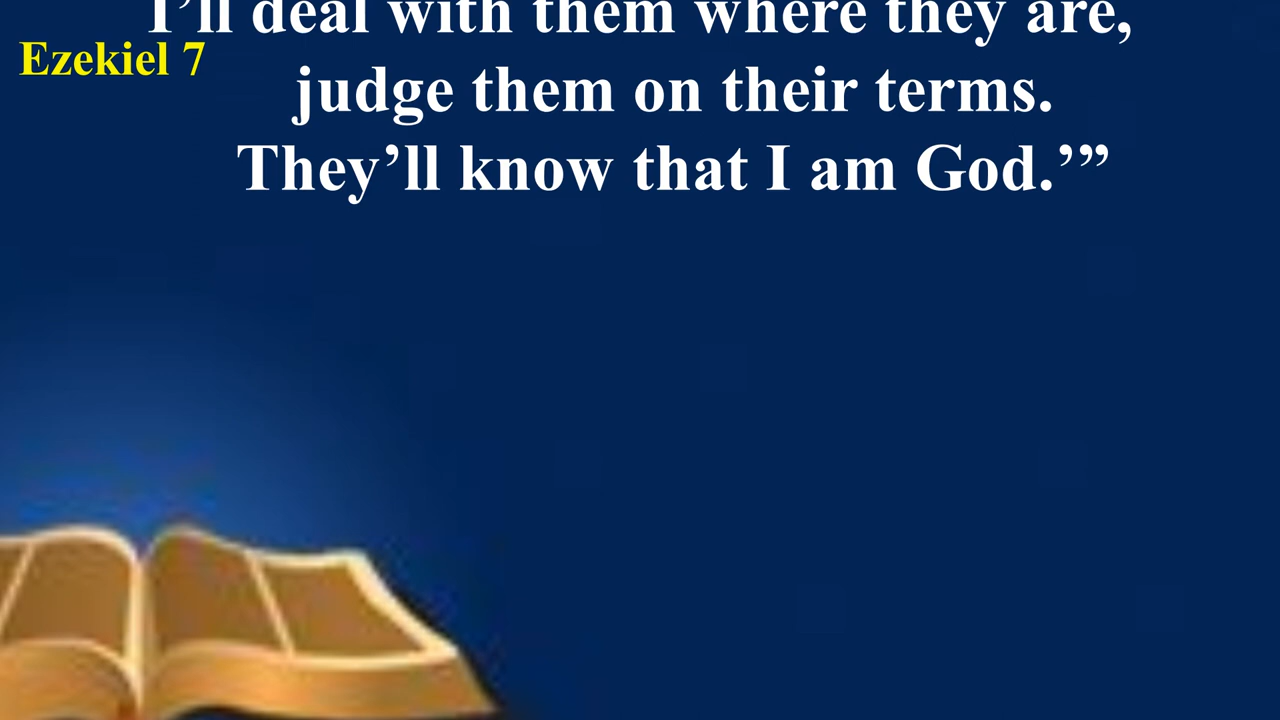 I’ll deal with them where they are,
Ezekiel 7
judge them on their terms.
They’ll know that I am God.’”